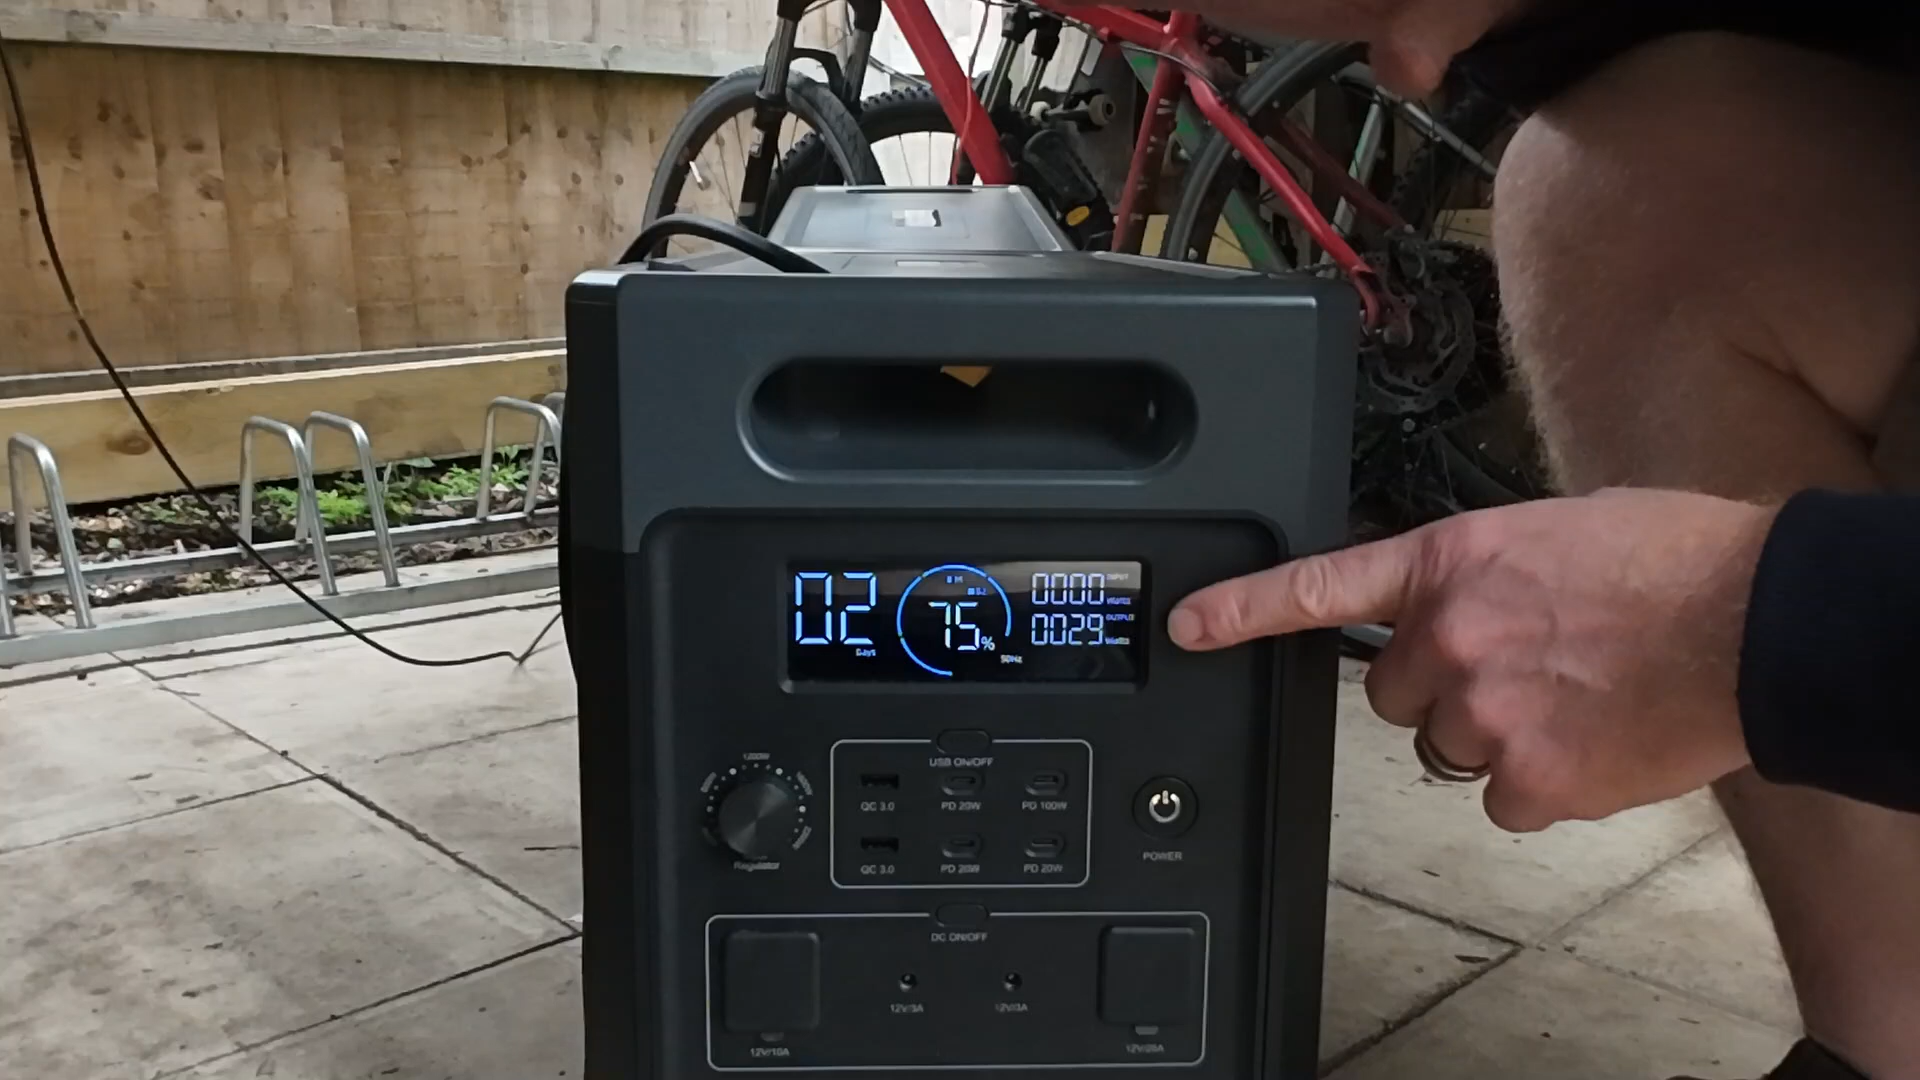 02
Days
75%
50Hz
0000 INPUT
Watts
0029 OUTPUT
Watts
1200W
Regulator
USB ON/OFF
QC 3.0 PD 20W PD 100W
QC 3.0 PD 20W PD 20W
POWER
DC ON/OFF
12V/3A 12V/3A
12V/10A 12V/25A